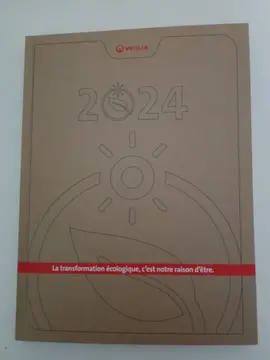 VEOLIA
2024
La transformation écologique, c'est notre raison d'être.